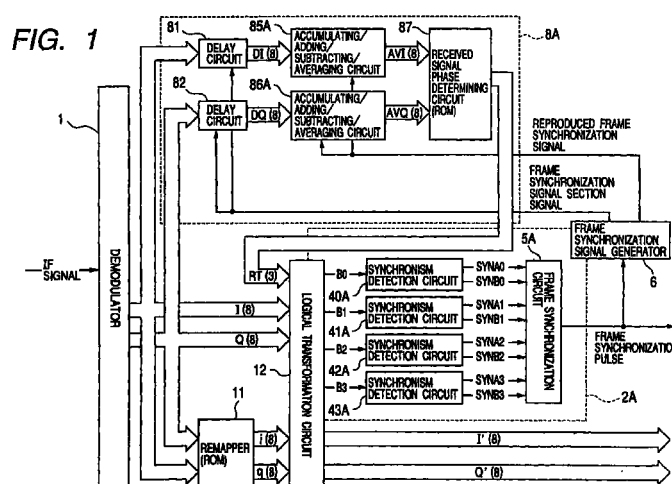 FIG. 1
81
DELAY CIRCUIT
DI (8)
85A
ACCUMULATING/
ADDING/
SUBTRACTING/
AVERAGING CIRCUIT
AVI (8)
87
RECEIVED
SIGNAL
PHASE
DETERMINING
CIRCUIT
(ROM)
8A
82
DELAY
CIRCUIT
DQ (8)
86A
ACCUMULATING/
ADDING/
SUBTRACTING/
AVERAGING CIRCUIT
AVQ (8)
1
DEMODULATOR
IF
SIGNAL
REPRODUCED FRAME
SYNCHRONIZATION
SIGNAL
FRAME
SYNCHRONIZATION
SIGNAL SECTION
SIGNAL
FRAME
SYNCHRONIZATION
SIGNAL GENERATOR
6
RT (3)
I (8)
Q (8)
12
LOGICAL TRANSFORMATION CIRCUIT
B0
SYNCHRONISM
DETECTION CIRCUIT
40A
SYNA0
SYNB0
B1
SYNCHRONISM
DETECTION CIRCUIT
41A
SYNA1
SYNB1
B2
SYNCHRONISM
DETECTION CIRCUIT
42A
SYNA2
SYNB2
B3
SYNCHRONISM
DETECTION CIRCUIT
43A
SYNA3
SYNB3
5A
FRAME SYNCHRONIZATION
CIRCUIT
FRAME
SYNCHRONIZATION
PULSE
2A
11
REMAPPER
(ROM)
i (8)
q (8)
I' (8)
Q' (8)